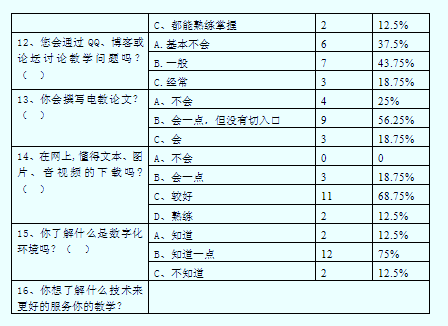 C、都能熟练掌握 2 12.5%
12、您会通过 QQ、博客或 A.基本不会 6 37.5%
论坛讨论教学问题吗？ B.一般 7 43.75%
（ ） C.经常 3 18.75%
13、你会撰写电教论文？ A、不会 4 25%
（ ） B、会一点，但没有切入口 9 56.25%
C、会 3 18.75%
14、在网上,懂得文本、图 A、不会 0 0
片、音视频的下载吗？ B、会一点 3 18.75%
（ ） C、较好 11 68.75%
D、熟练 2 12.5%
15、你了解什么是数字化 A、知道 2 12.5%
环境吗？（ ） B、知道一点 12 75%
C、不知道 2 12.5%
16、你想了解什么技术来
更好的服务你的教学？